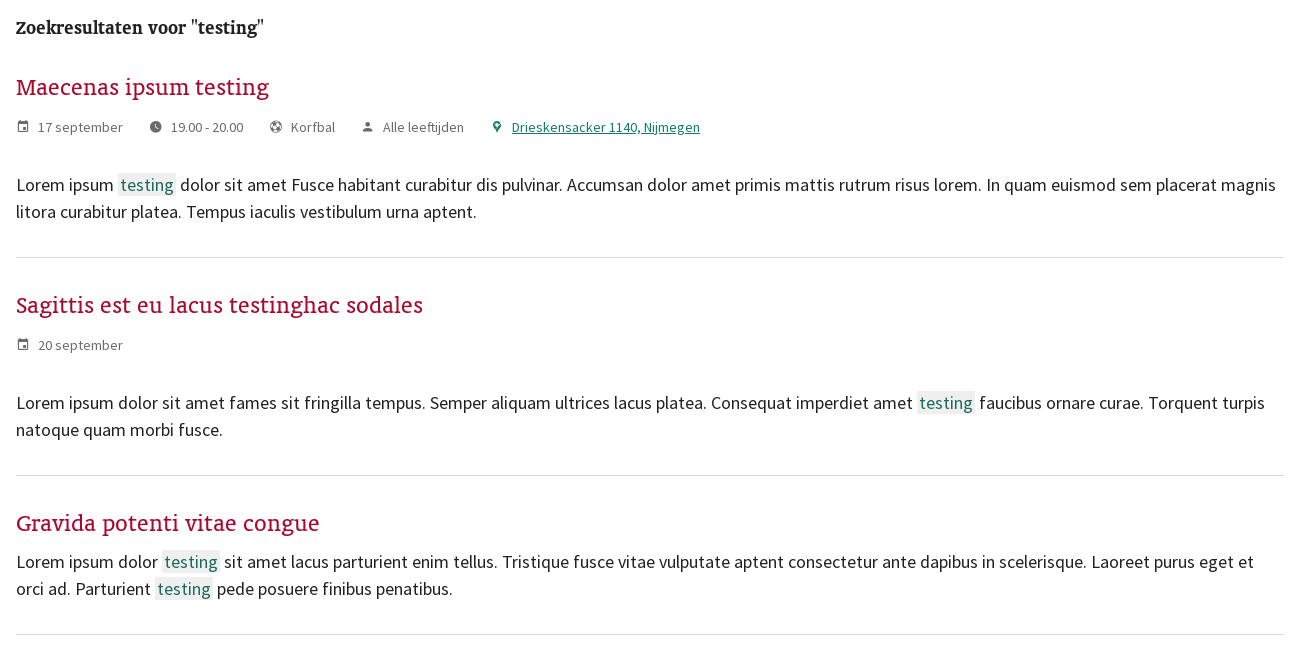 Zoekresultaten voor "testing"
Maecenas ipsum testing
17 september 19.00 - 20.00 Korfbal Alle leeftijden Drieskensacker 1140, Nijmegen
Lorem ipsum testing dolor sit amet Fusce habitant curabitur dis pulvinar. Accumsan dolor amet primis mattis rutrum risus lorem. In quam euismod sem placerat magnis
litora curabitur platea. Tempus iaculis vestibulum urna aptent.
Sagittis est eu lacus testinghac sodales
20 september
Lorem ipsum dolor sit amet fames sit fringilla tempus. Semper aliquam ultrices lacus platea. Consequat imperdiet amet testing faucibus ornare curae. Torquent turpis
natoque quam morbi fusce.
Gravida potenti vitae congue
Lorem ipsum dolor testing sit amet lacus parturient enim tellus. Tristique fusce vitae vulputate aptent consectetur ante dapibus in scelerisque. Laoreet purus eget et
orci ad. Parturient testing pede posuere finibus penatibus.